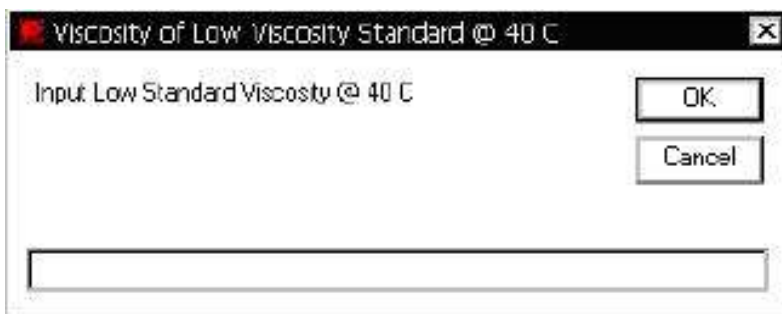 Viscosity of Low Viscosity Standard @ 40 C
Input Low Standard Viscosity @ 40 C
OK
Cancel